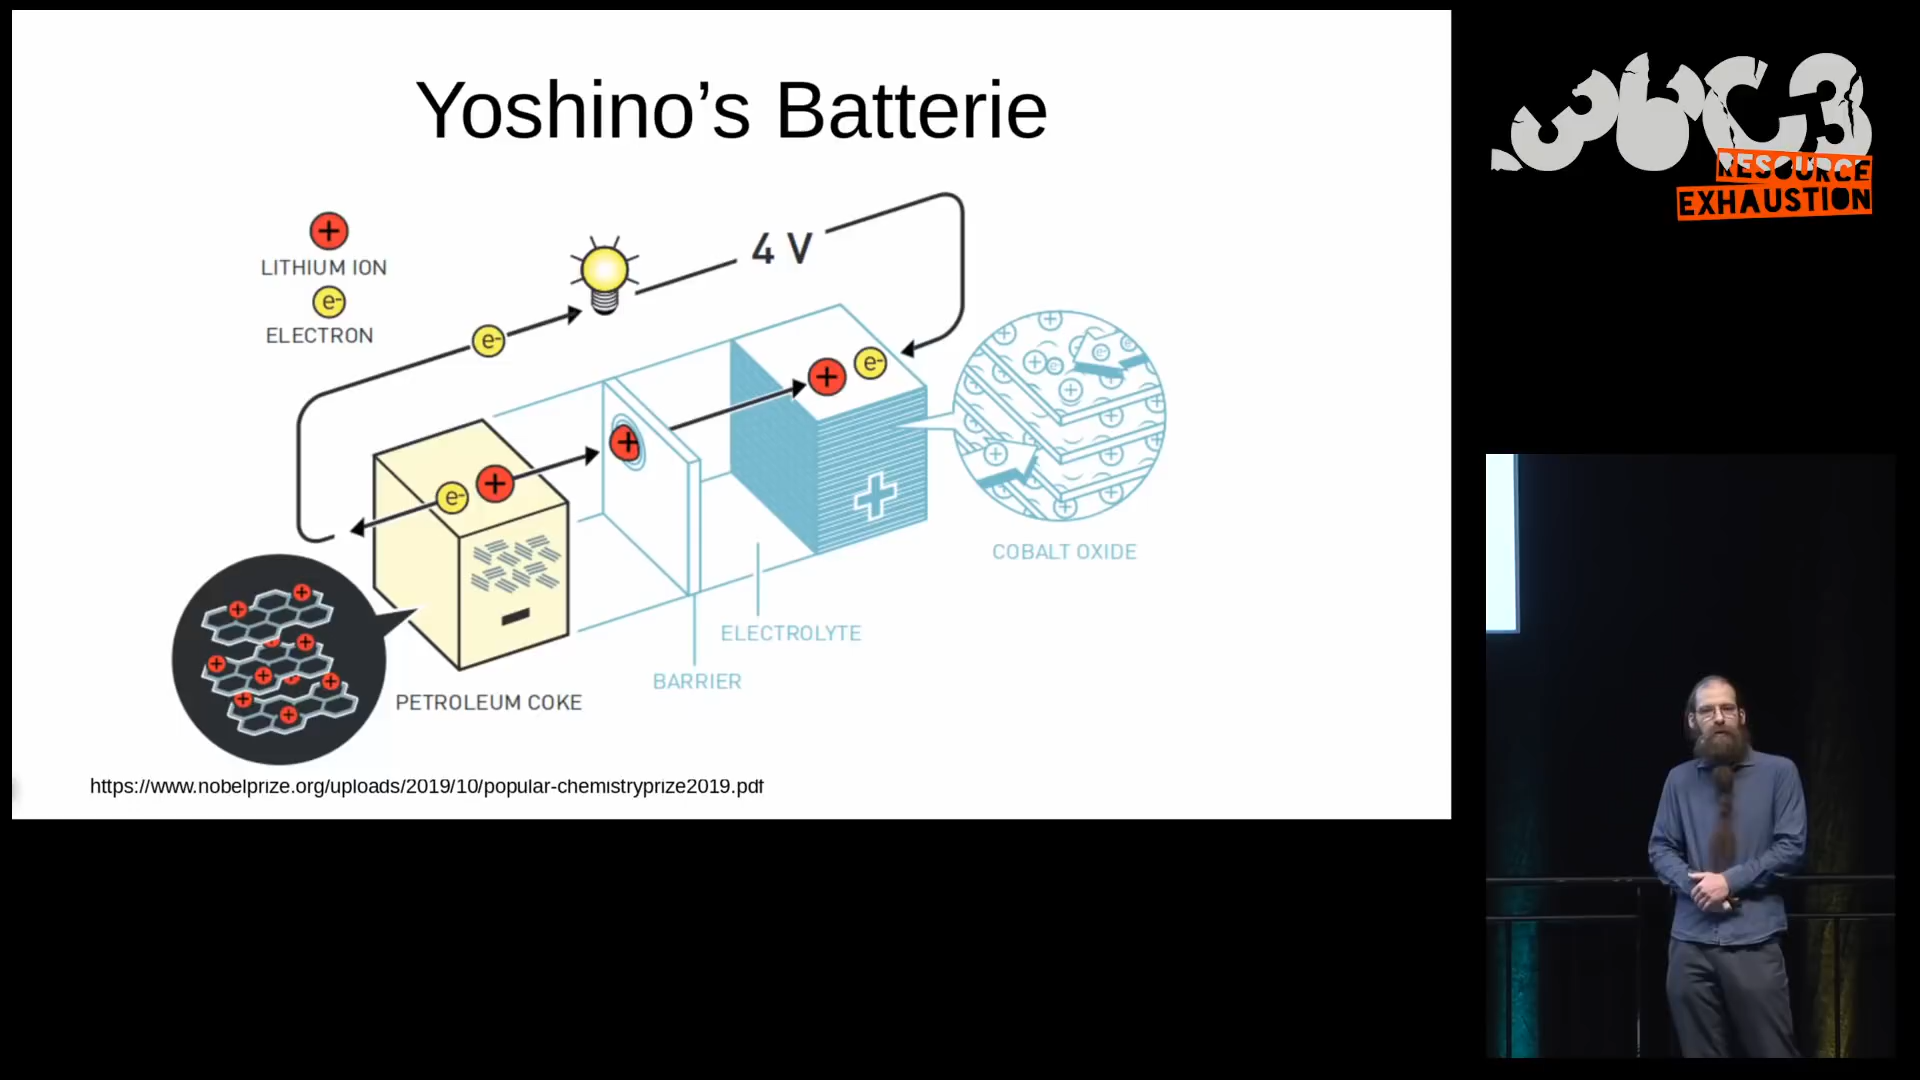 Yoshino’s Batterie
LITHIUM ION
e-
ELECTRON
4 V
e-
e-
e-
COBALT OXIDE
ELECTROLYTE
BARRIER
PETROLEUM COKE
https://www.nobelprize.org/uploads/2019/10/popular-chemistryprize2019.pdf
36C3
RESOURCE
EXHAUSTION